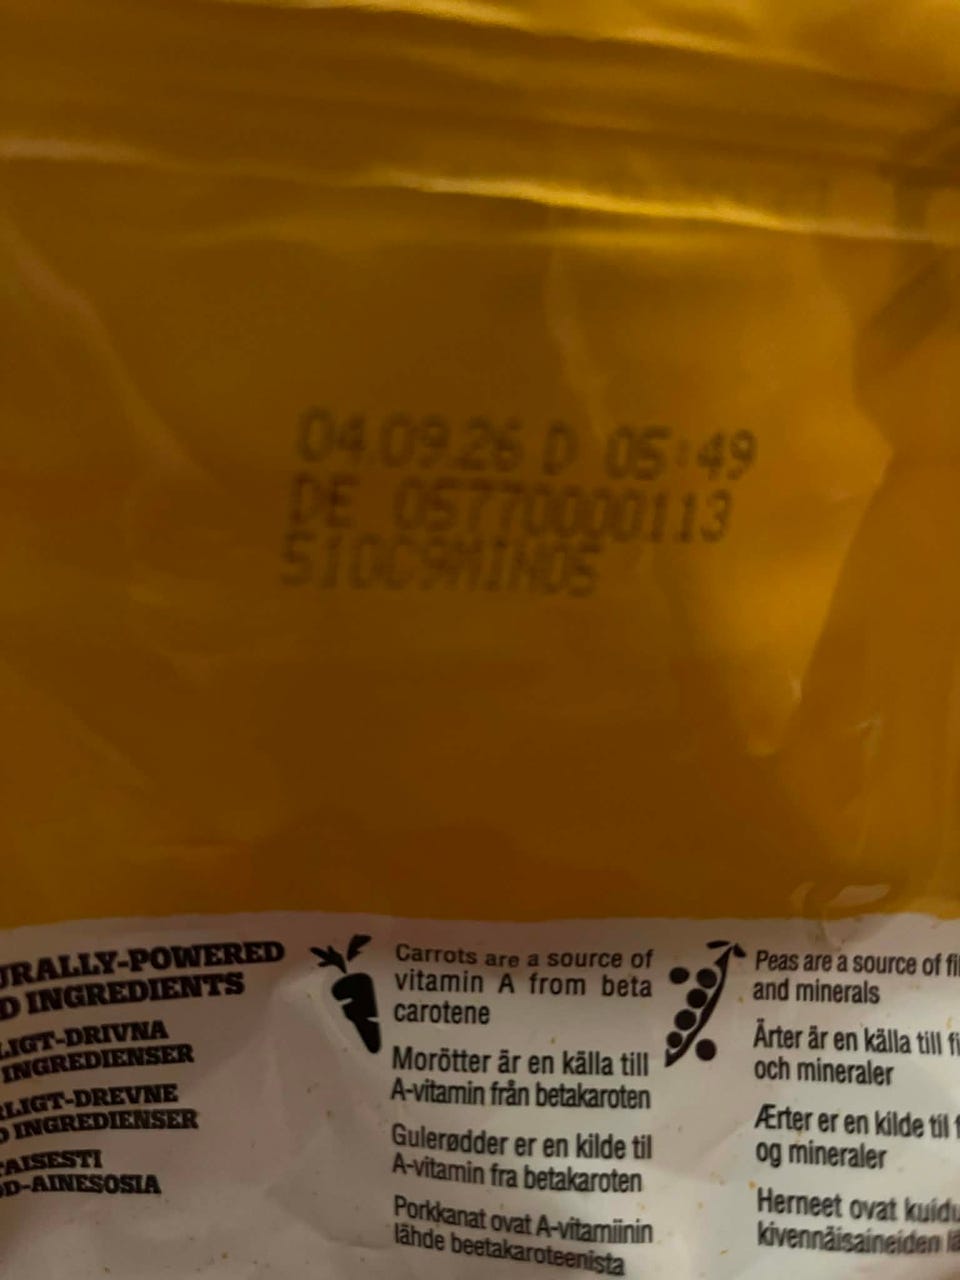 04.09.26 D 05:49
DE 05770000113
510C9MIN05
URALLY-POWERED
D INGREDIENTS
LIGT-DRIVNA
INGREDIENSER
RLIGT-DREVNE
D INGREDIENSER
AISESTI
OD-AINESOSIA
Carrots are a source of
vitamin A from beta
carotene
Morötter är en källa till
A-vitamin från betakaroten
Gulerødder er en kilde til
A-vitamin fra betakaroten
Porkkanat ovat A-vitamiinin
lähde beetakaroteenista
Peas are a source of fi
and minerals
Ärter är en källa till fi
och mineraler
Ærter er en kilde til f
og mineraler
Herneet ovat kuidu
kivennäisaineiden lä